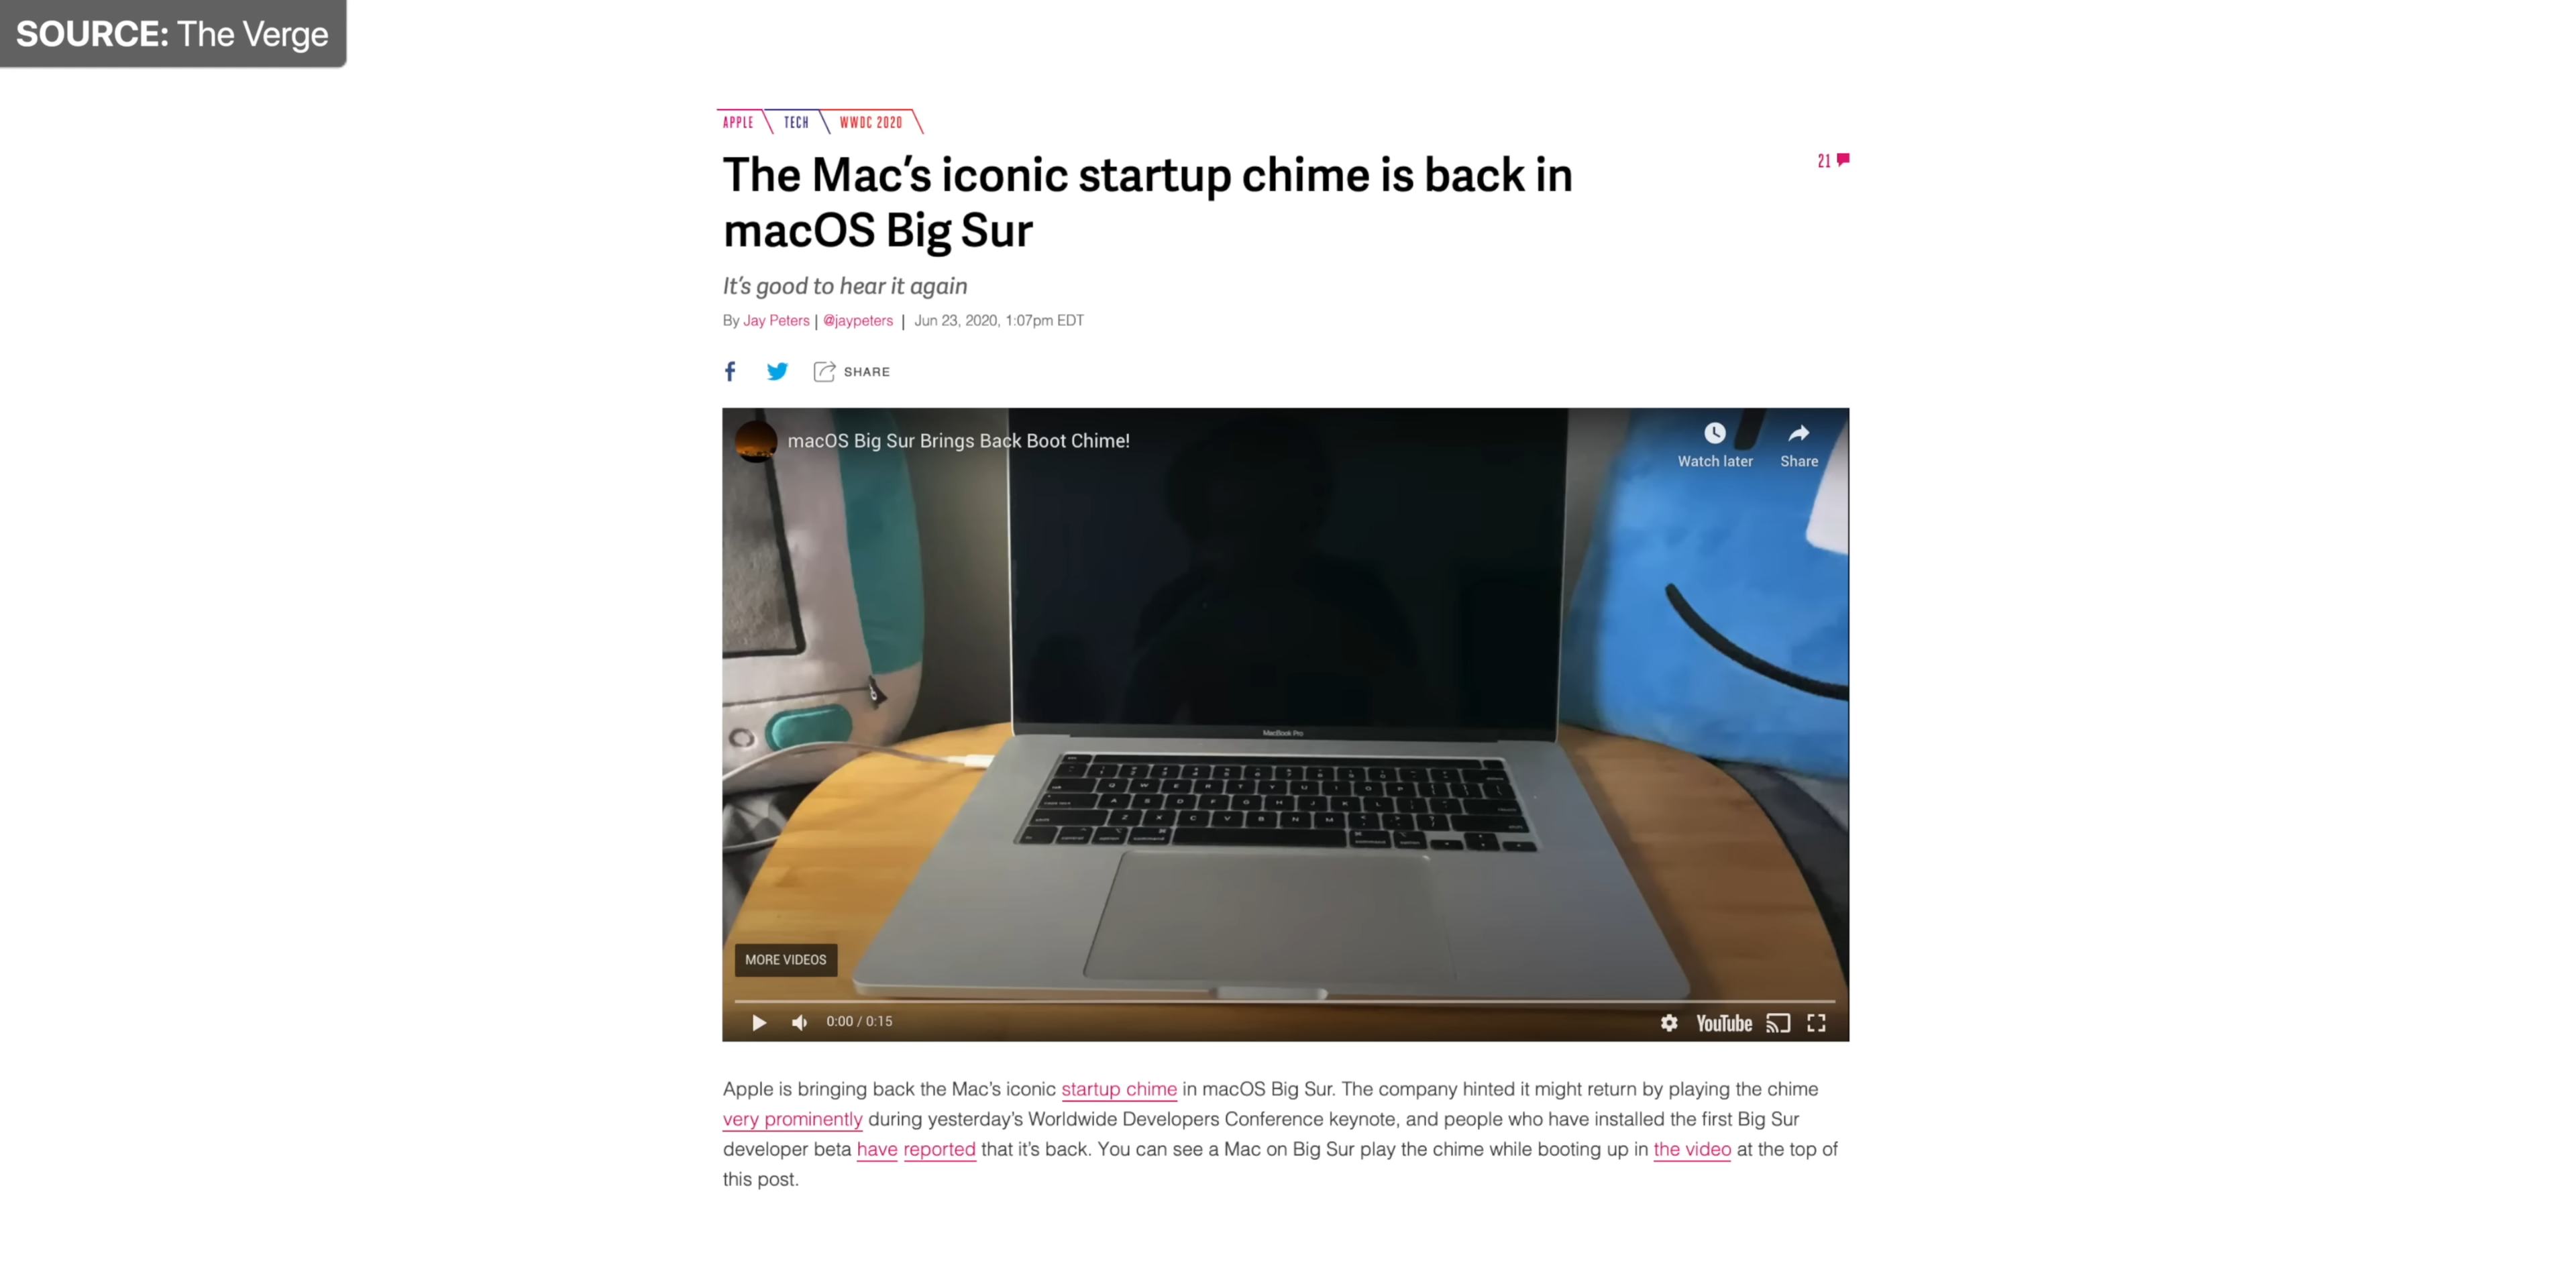 SOURCE: The Verge
APPLE TECH WWDC 2020
The Mac's iconic startup chime is back in
macOS Big Sur
21
It's good to hear it again
By Jay Peters | @jaypeters | Jun 23, 2020, 1:07pm EDT
SHARE
macOS Big Sur Brings Back Boot Chime!
Watch later Share
MacBook Pro
Q W E R T Y U I O P
A S D F G H J K L
Z X C V B N M
MORE VIDEOS
0:00 / 0:15
YouTube
Apple is bringing back the Mac's iconic startup chime in macOS Big Sur. The company hinted it might return by playing the chime
very prominently during yesterday's Worldwide Developers Conference keynote, and people who have installed the first Big Sur
developer beta have reported that it's back. You can see a Mac on Big Sur play the chime while booting up in the video at the top of
this post.